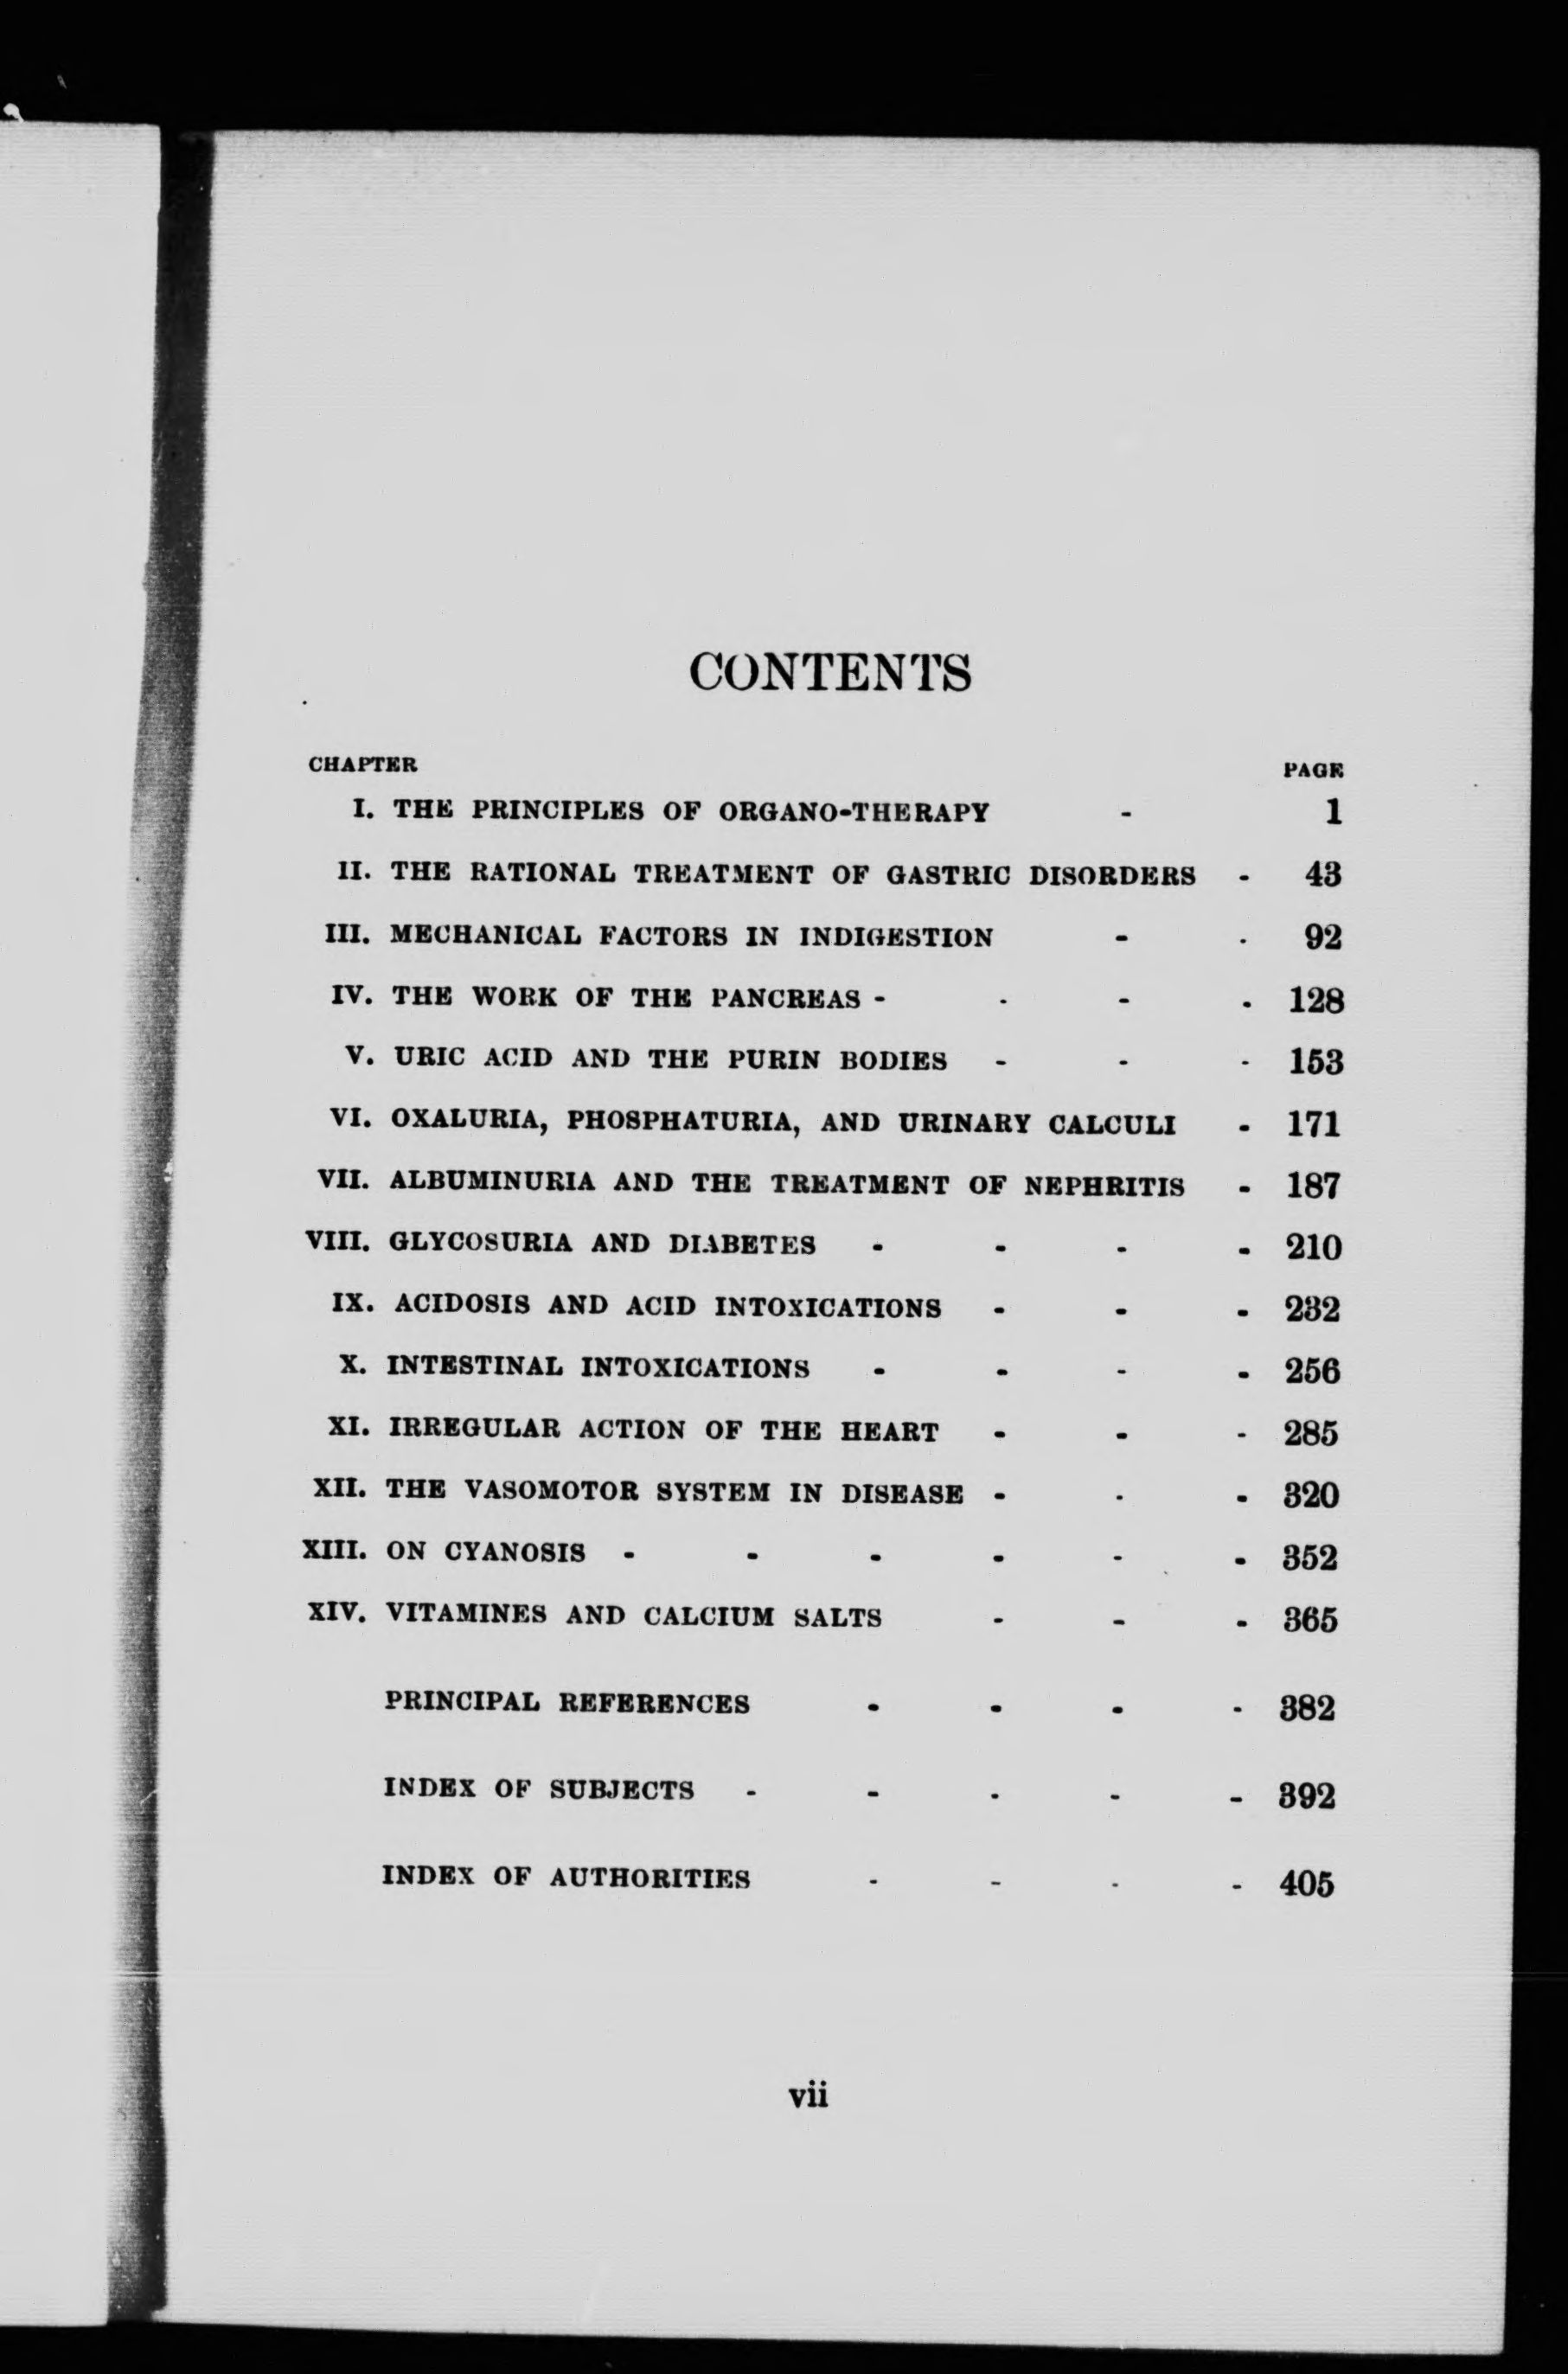 CONTENTS
CHAPTER PAGE
I. THE PRINCIPLES OF ORGANO-THERAPY - 1
II. THE RATIONAL TREATMENT OF GASTRIC DISORDERS - 43
III. MECHANICAL FACTORS IN INDIGESTION - - 92
IV. THE WORK OF THE PANCREAS - - - - 128
V. URIC ACID AND THE PURIN BODIES - - - 153
VI. OXALURIA, PHOSPHATURIA, AND URINARY CALCULI - 171
VII. ALBUMINURIA AND THE TREATMENT OF NEPHRITIS - 187
VIII. GLYCOSURIA AND DIABETES - - - - 210
IX. ACIDOSIS AND ACID INTOXICATIONS - - - 232
X. INTESTINAL INTOXICATIONS - - - - 256
XI. IRREGULAR ACTION OF THE HEART - - - 285
XII. THE VASOMOTOR SYSTEM IN DISEASE - - - 320
XIII. ON CYANOSIS - - - - - - 352
XIV. VITAMINES AND CALCIUM SALTS - - - 365
PRINCIPAL REFERENCES - - - - 382
INDEX OF SUBJECTS - - - - - 392
INDEX OF AUTHORITIES - - - - 405
vii